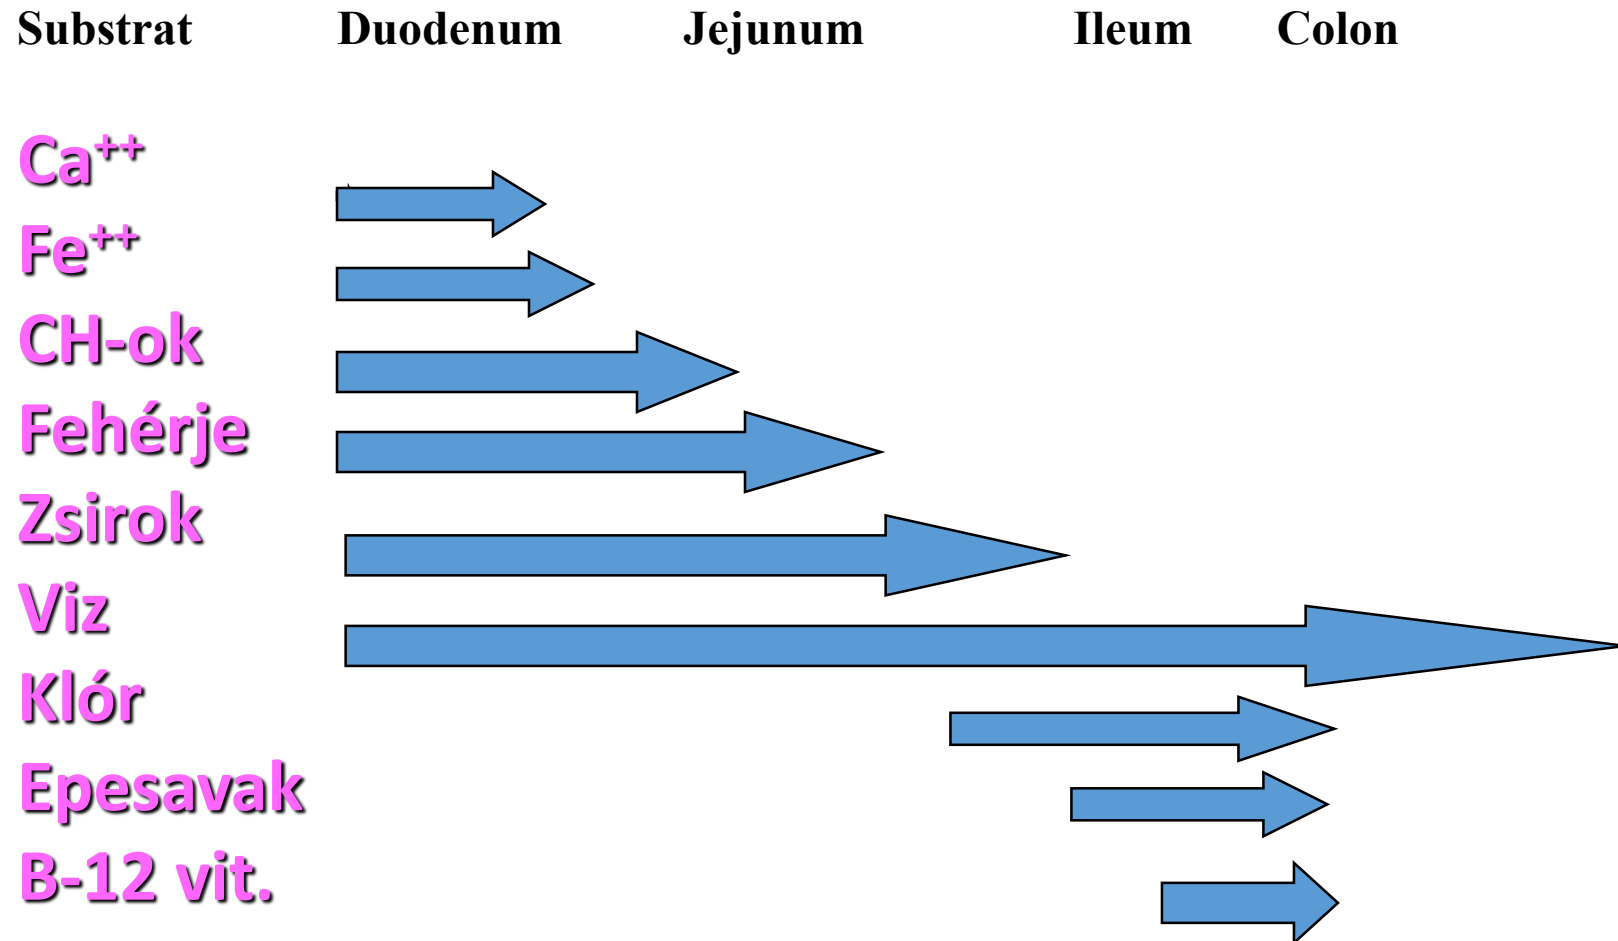 Substrat Duodenum Jejunum Ileum Colon
Ca⁺⁺
Fe⁺⁺
CH-ok
Fehérje
Zsirok
Viz
Klór
Epesavak
B-12 vit.